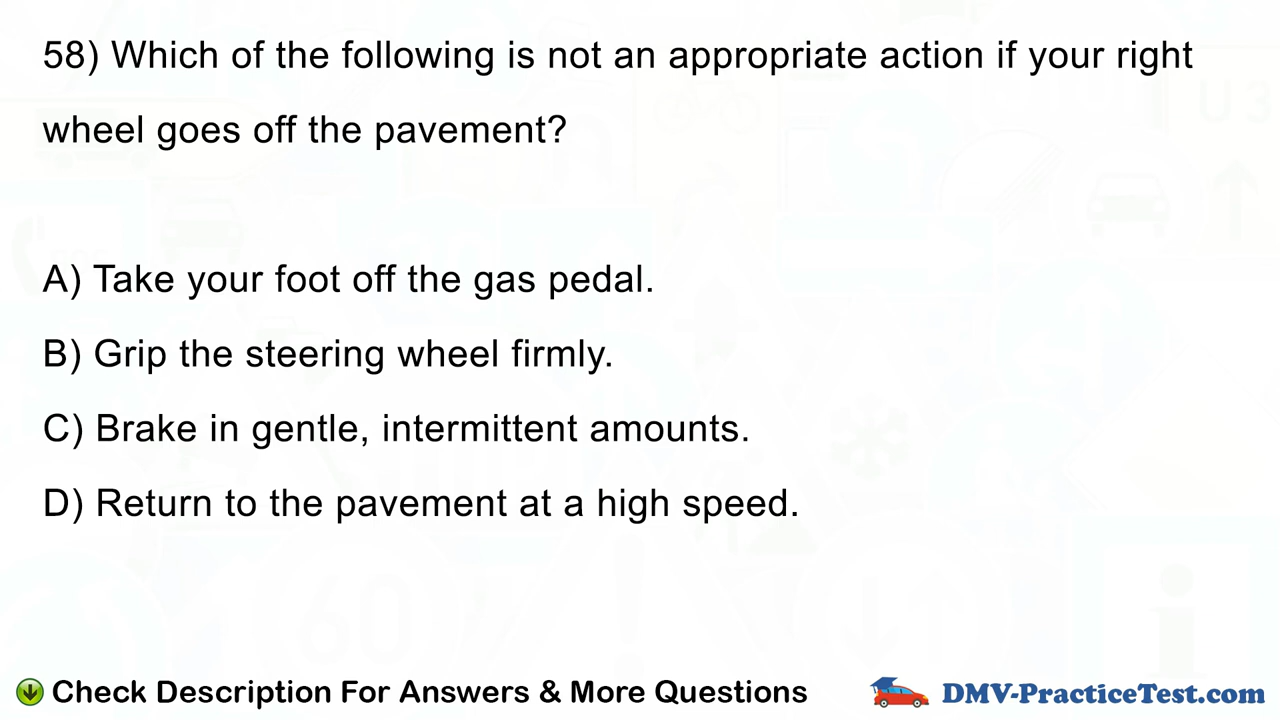 58) Which of the following is not an appropriate action if your right
wheel goes off the pavement?
A) Take your foot off the gas pedal.
B) Grip the steering wheel firmly.
C) Brake in gentle, intermittent amounts.
D) Return to the pavement at a high speed.
Check Description For Answers & More Questions
DMV-PracticeTest.com